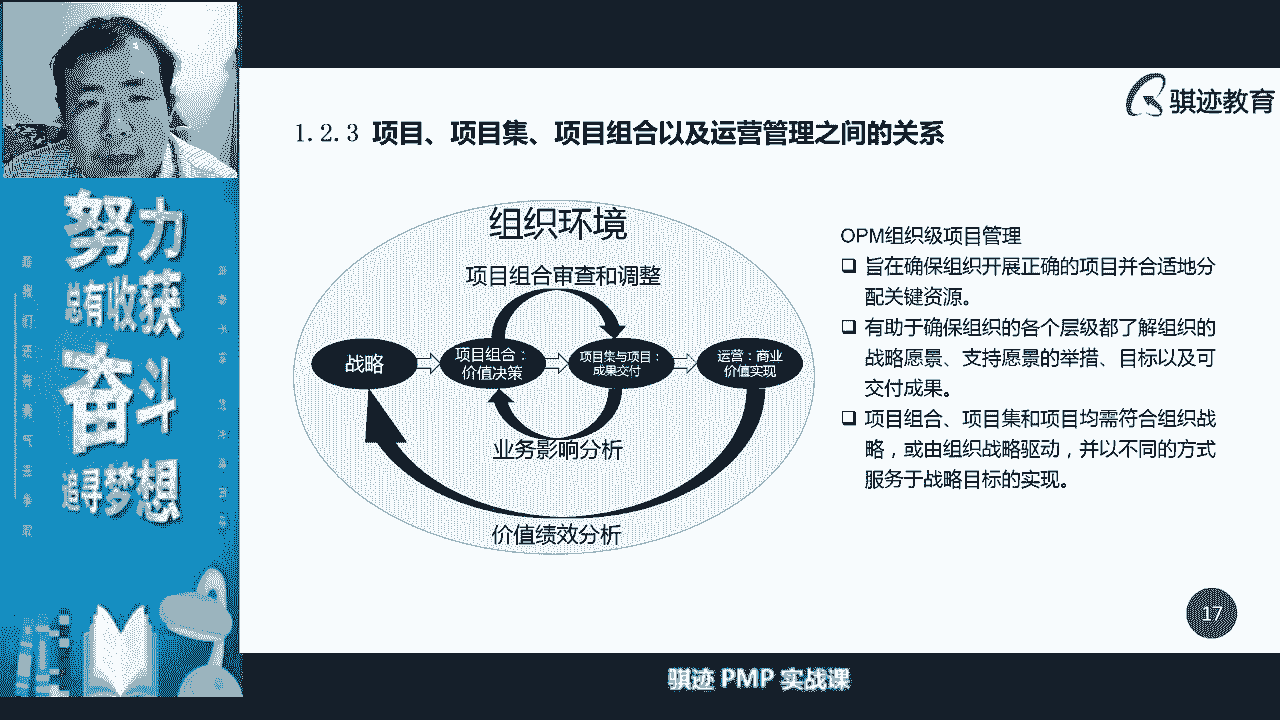 骐迹教育
1.2.3 项目、项目集、项目组合以及运营管理之间的关系
努力
总有收获
奋斗
追寻梦想
组织环境
项目组合审查和调整
战略
项目组合：
价值决策
项目集与项目：
成果交付
运营：商业
价值实现
业务影响分析
价值绩效分析
OPM组织级项目管理
旨在确保组织开展正确的项目并合适地分
配关键资源。
有助于确保组织的各个层级都了解组织的
战略愿景、支持愿景的举措、目标以及可
交付成果。
项目组合、项目集和项目均需符合组织战
略，或由组织战略驱动，并以不同的方式
服务于战略目标的实现。
17
骐迹 PMP 实战课